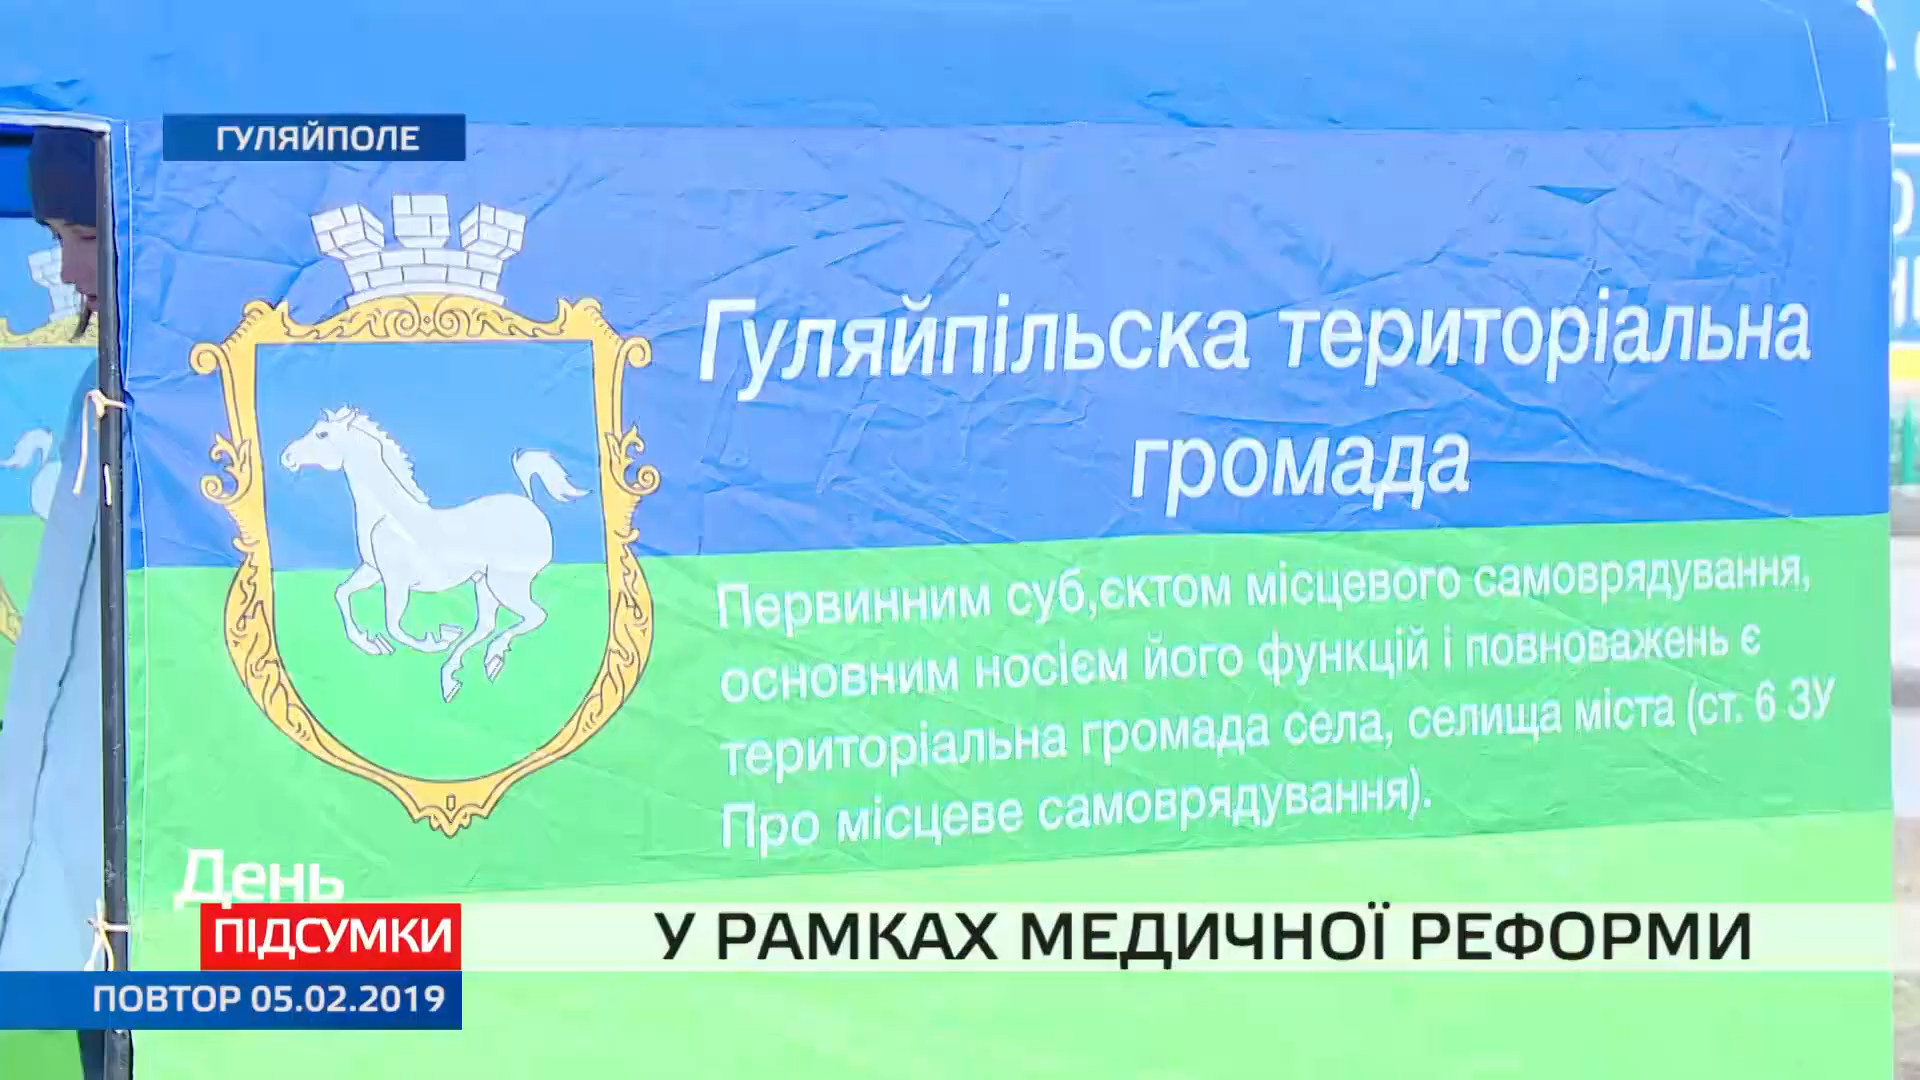 ГУЛЯЙПОЛЕ
Гуляйпільска територіальна
громада
Первинним суб,єктом місцевого самоврядування,
основним носієм його функцій і повноважень є
територіальна громада села, селища міста (ст. 6 ЗУ
Про місцеве самоврядування).
День
ПІДСУМКИ
У РАМКАХ МЕДИЧНОЇ РЕФОРМИ
ПОВТОР 05.02.2019